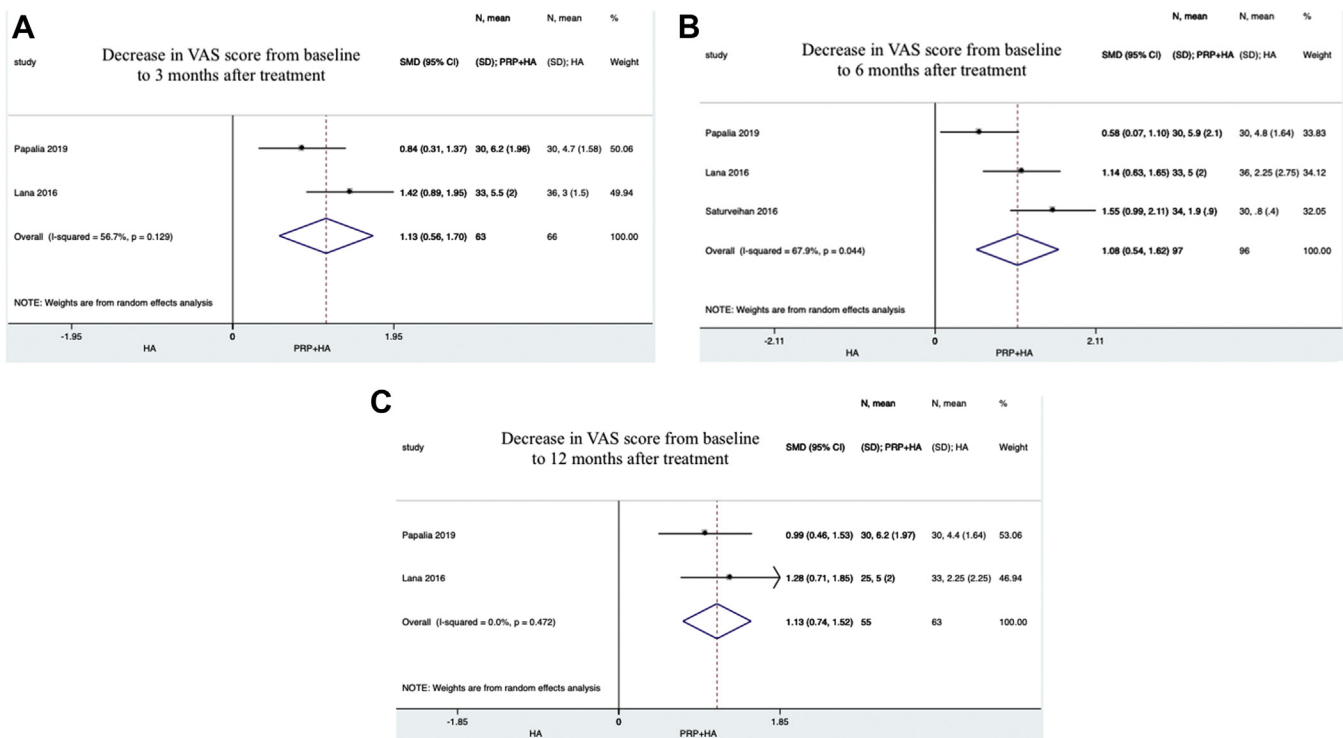 A
N, mean N, mean %
Decrease in VAS score from baseline
study SMD (95% CI) (SD); PRP+HA (SD); HA Weight
to 3 months after treatment
Papalia 2019 0.84 (0.31, 1.37) 30, 6.2 (1.96) 30, 4.7 (1.58) 50.06
Lana 2016 1.42 (0.89, 1.95) 33, 5.5 (2) 36, 3 (1.5) 49.94
Overall (I-squared = 56.7%, p = 0.129) 1.13 (0.56, 1.70) 63 66 100.00
NOTE: Weights are from random effects analysis
-1.95 0 1.95
HA PRP+HA
B
N, mean N, mean %
Decrease in VAS score from baseline
study SMD (95% CI) (SD); PRP+HA (SD); HA Weight
to 6 months after treatment
Papalia 2019 0.58 (0.07, 1.10) 30, 5.9 (2.1) 30, 4.8 (1.64) 33.83
Lana 2016 1.14 (0.63, 1.65) 33, 5 (2) 36, 2.25 (2.75) 34.12
Saturveihan 2016 1.55 (0.99, 2.11) 34, 1.9 (.9) 30, .8 (.4) 32.05
Overall (I-squared = 67.9%, p = 0.044) 1.08 (0.54, 1.62) 97 96 100.00
NOTE: Weights are from random effects analysis
-2.11 0 2.11
HA PRP+HA
C
N, mean N, mean %
Decrease in VAS score from baseline
study SMD (95% CI) (SD); PRP+HA (SD); HA Weight
to 12 months after treatment
Papalia 2019 0.99 (0.46, 1.53) 30, 6.2 (1.97) 30, 4.4 (1.64) 53.06
Lana 2016 1.28 (0.71, 1.85) 25, 5 (2) 33, 2.25 (2.25) 46.94
Overall (I-squared = 0.0%, p = 0.472) 1.13 (0.74, 1.52) 55 63 100.00
NOTE: Weights are from random effects analysis
-1.85 0 1.85
HA PRP+HA